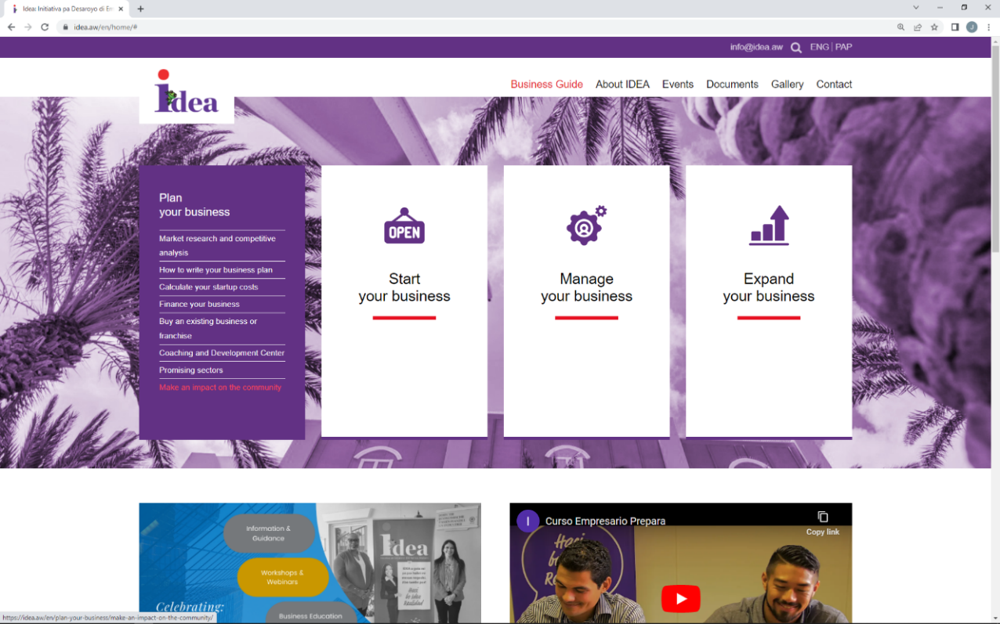 Idea: Initiativa pa Desaroyo di Em
idea.aw/en/home/#
J
info@idea.aw
ENG | PAP
idea
Business Guide
About IDEA
Events
Documents
Gallery
Contact
Plan
your business
Market research and competitive
analysis
How to write your business plan
Calculate your startup costs
Finance your business
Buy an existing business or
franchise
Coaching and Development Center
Promising sectors
Make an impact on the community
OPEN
Start
your business
Manage
your business
Expand
your business
Information &
Guidance
Workshops &
Webinars
Business Education
Celebrating:
idea
I
Curso Empresario Prepara
Copy link
https://idea.aw/en/plan-your-business/make-an-impact-on-the-community/